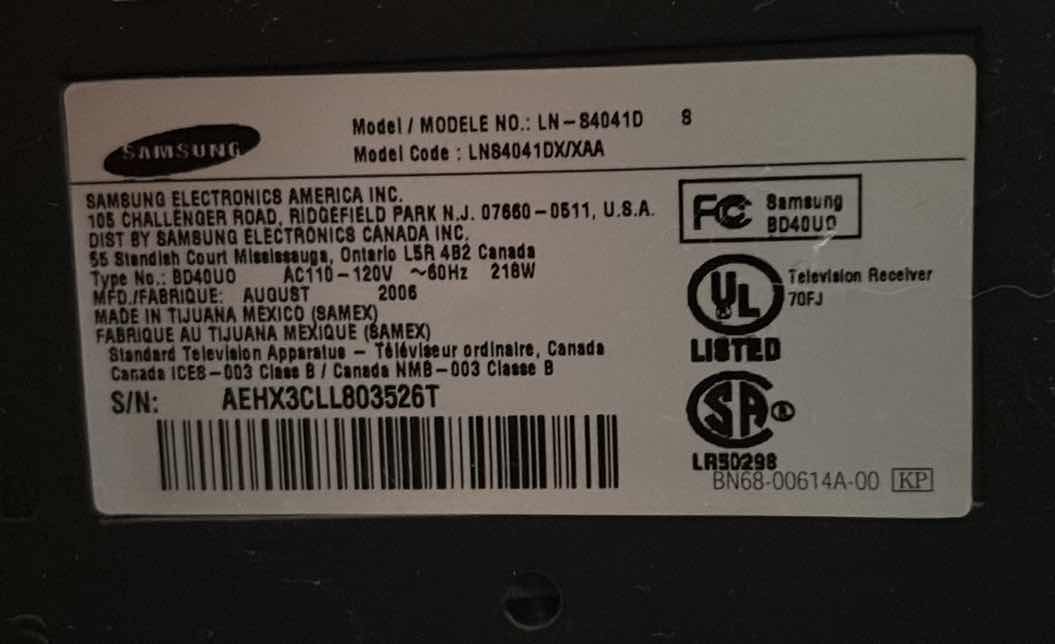 SAMSUNG
Model / MODELE NO.: LN-S4041D S
Model Code : LNS4041DX/XAA
SAMSUNG ELECTRONICS AMERICA INC.
105 CHALLENGER ROAD, RIDGEFIELD PARK N.J. 07660-0511, U.S.A.
DIST BY SAMSUNG ELECTRONICS CANADA INC.
55 Standish Court Mississauga, Ontario L5R 4B2 Canada
Type No.: BD40UO AC110-120V ~60Hz 218W
MFD./FABRIQUE: AUGUST 2006
MADE IN TIJUANA MEXICO (SAMEX)
FABRIQUE AU TIJUANA MEXIQUE (SAMEX)
Standard Television Apparatus - Téléviseur ordinaire, Canada
Canada ICES-003 Class B / Canada NMB-003 Classe B
S/N: AEHX3CLL803526T
FC Samsung
BD40UO
UL Television Receiver
70FJ
LISTED
SA
LR50298
BN68-00614A-00 KP